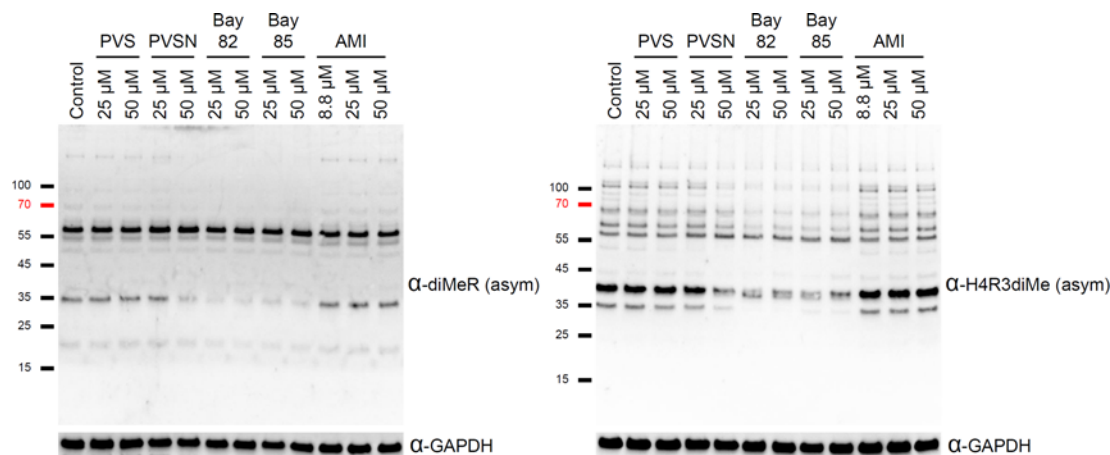 Bay Bay
PVS PVSN 82 85 AMI
Control 25 µM 50 µM 25 µM 50 µM 25 µM 50 µM 25 µM 50 µM 8.8 µM 25 µM 50 µM
100
70
55
45
35
25
15
α-diMeR (asym)
α-GAPDH
Bay Bay
PVS PVSN 82 85 AMI
Control 25 µM 50 µM 25 µM 50 µM 25 µM 50 µM 25 µM 50 µM 8.8 µM 25 µM 50 µM
100
70
55
45
35
25
15
α-H4R3diMe (asym)
α-GAPDH